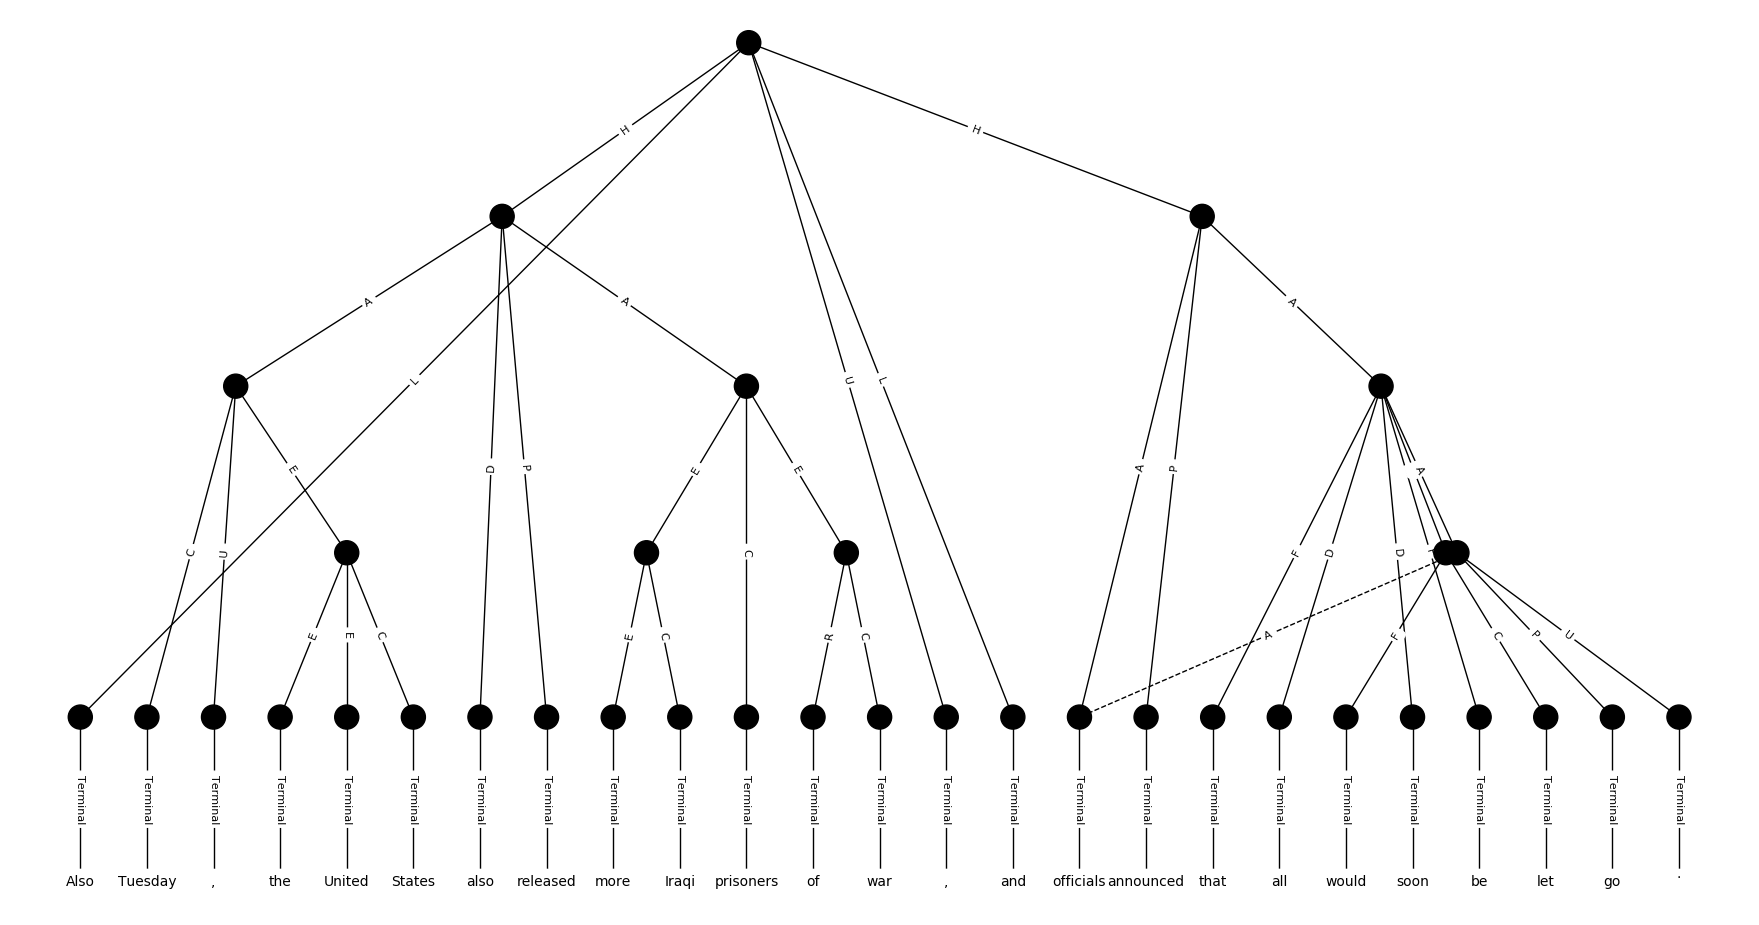 H H
A A A
L U L
C U E D P E C E A P F D D A
E E C E C R C A F C P U
Terminal Terminal Terminal Terminal Terminal Terminal Terminal Terminal Terminal Terminal Terminal Terminal Terminal Terminal Terminal Terminal Terminal Terminal Terminal Terminal Terminal Terminal Terminal Terminal Terminal
Also Tuesday , the United States also released more Iraqi prisoners of war , and officials announced that all would soon be let go .